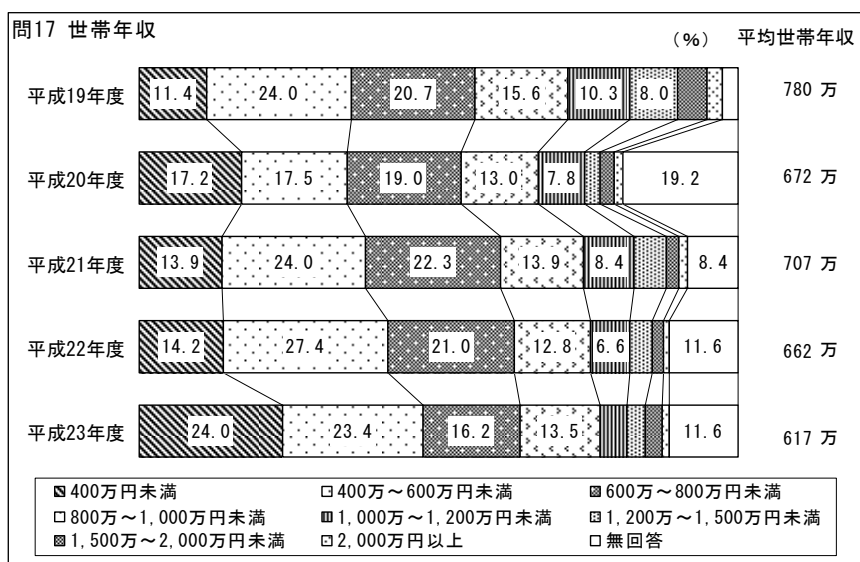 問17 世帯年収
(%) 平均世帯年収
平成19年度 11.4 24.0 20.7 15.6 10.3 8.0 780 万
平成20年度 17.2 17.5 19.0 13.0 7.8 19.2 672 万
平成21年度 13.9 24.0 22.3 13.9 8.4 8.4 707 万
平成22年度 14.2 27.4 21.0 12.8 6.6 11.6 662 万
平成23年度 24.0 23.4 16.2 13.5 11.6 617 万
400万円未満 400万~600万円未満 600万~800万円未満
800万~1,000万円未満 1,000万~1,200万円未満 1,200万~1,500万円未満
1,500万~2,000万円未満 2,000万円以上 無回答